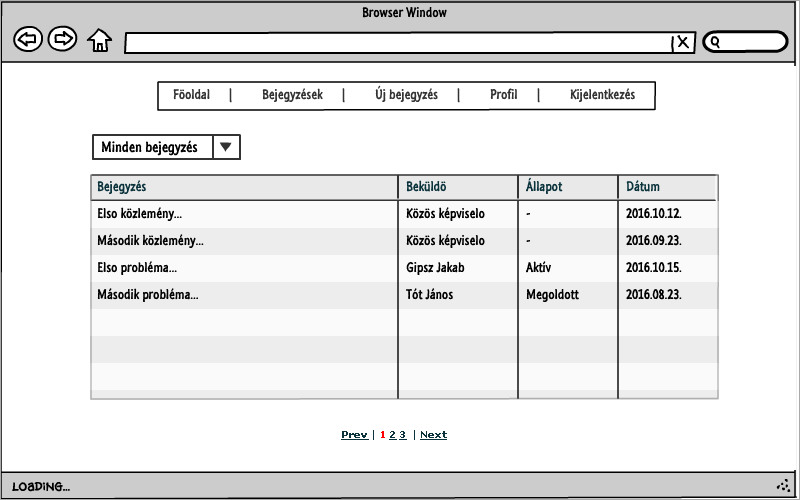 Browser Window
X
Főoldal | Bejegyzések | Új bejegyzés | Profil | Kijelentkezés
Minden bejegyzés
Bejegyzés Beküldő Állapot Dátum
Elso közlemény... Közös képviselo - 2016.10.12.
Második közlemény... Közös képviselo - 2016.09.23.
Elso probléma... Gipsz Jakab Aktív 2016.10.15.
Második probléma... Tót János Megoldott 2016.08.23.
Prev | 1 2 3 | Next
LOADING...